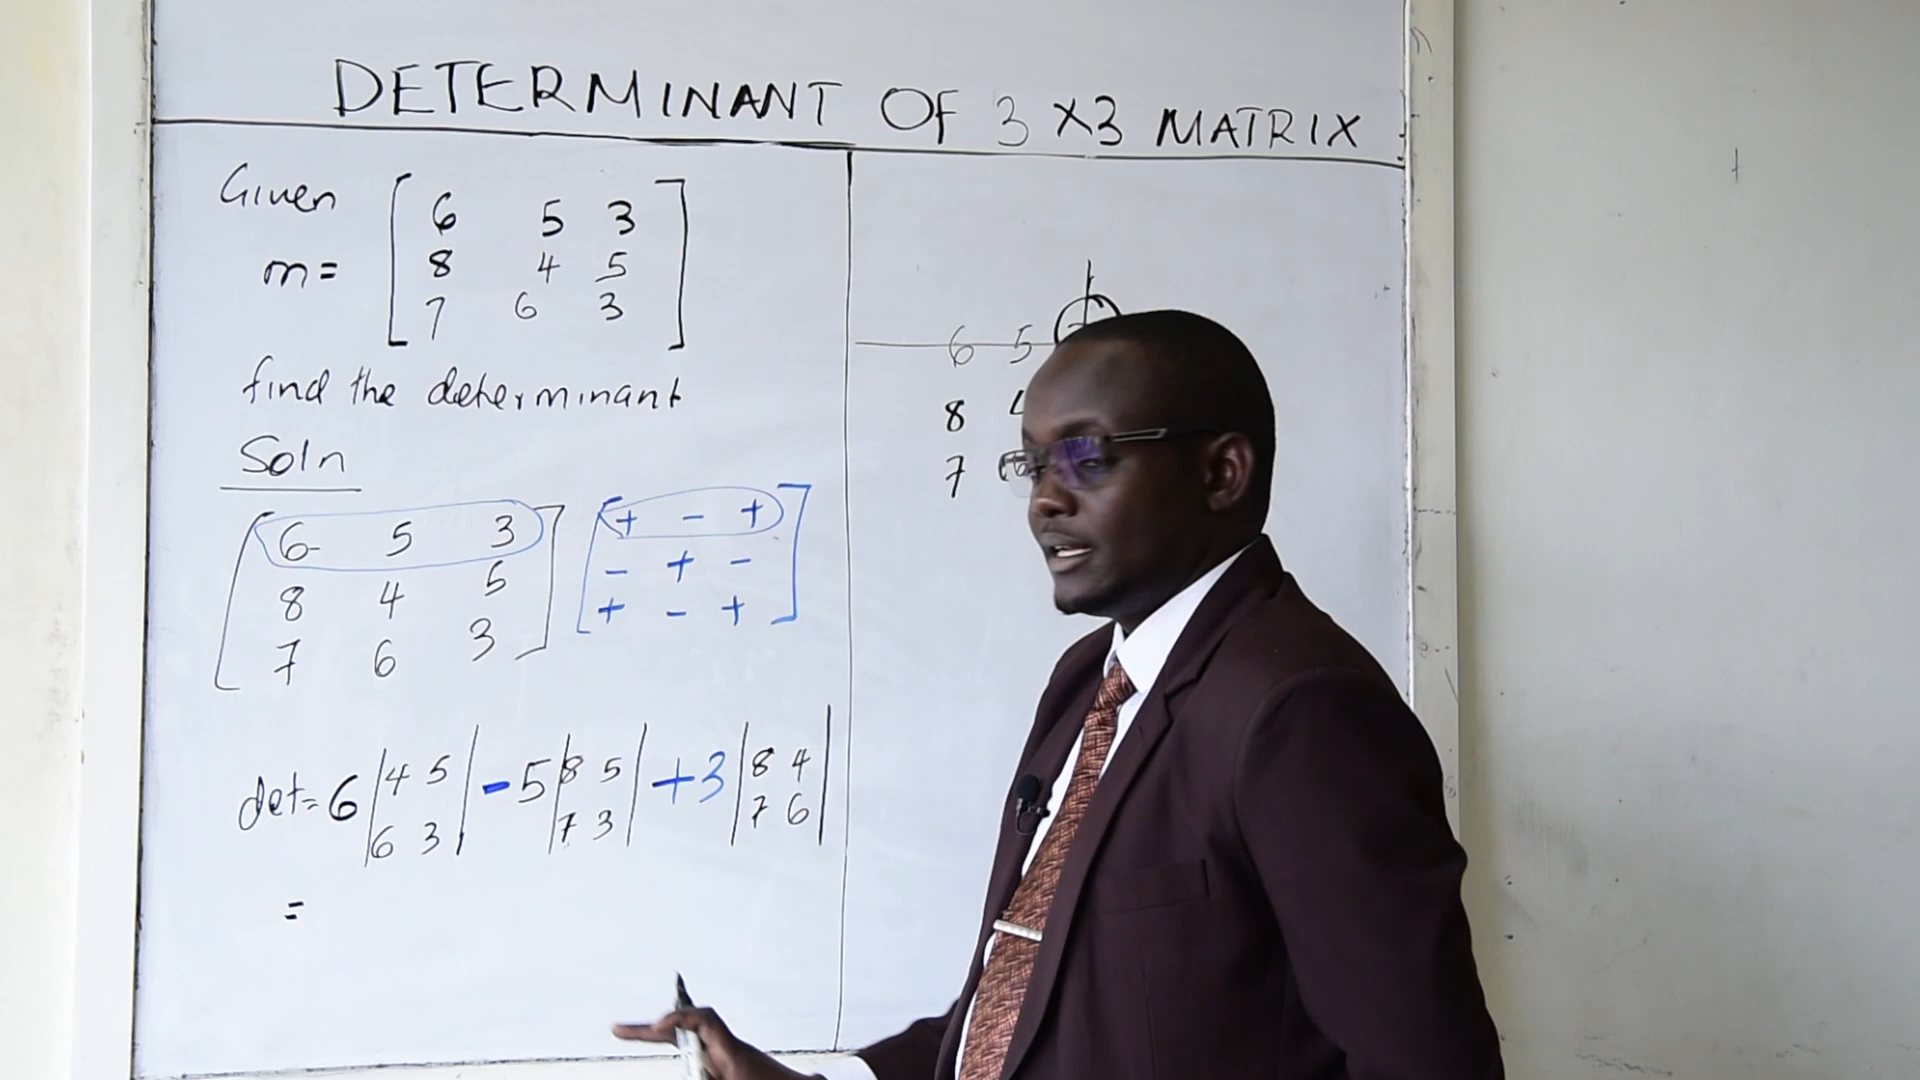 DETERMINANT OF 3 X3 MATRIX
Given
m= [ 6 5 3
8 4 5
7 6 3 ]
find the determinant
Soln
[ 6 5 3 ] [ + - +
8 4 5 - + -
7 6 3 + - + ]
det= 6 |4 5| - 5 |8 5| + 3 |8 4|
|6 3| |7 3| |7 6|
=
6 5
8
7